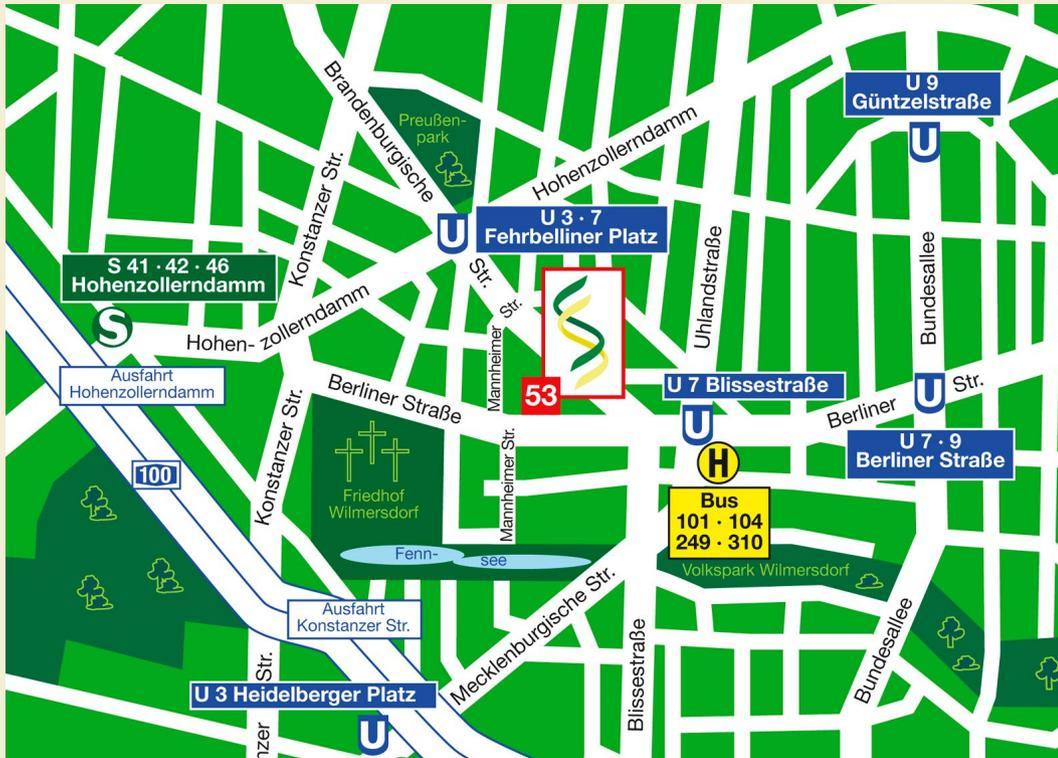 Brandenburgische
Preußen-
park
Hohenzollerndamm
U 9
Güntzelstraße
U
Konstanzer Str.
U
U 3 · 7
Fehrbelliner Platz
Str.
S 41 · 42 · 46
Hohenzollerndamm
S
Hohen- zollerndamm
Str.
Mannheimer
Uhlandstraße
Bundesallee
Ausfahrt
Hohenzollerndamm
53
U 7 Blissestraße
U
Berliner Straße
Berliner
U
Str.
U 7 · 9
Berliner Straße
Konstanzer Str.
100
Friedhof
Wilmersdorf
Mannheimer Str.
H
Bus
101 · 104
249 · 310
Fenn-
see
Volkspark Wilmersdorf
Mecklenburgische Str.
Ausfahrt
Konstanzer Str.
Blissestraße
Bundesallee
Str.
U 3 Heidelberger Platz
U
nzer